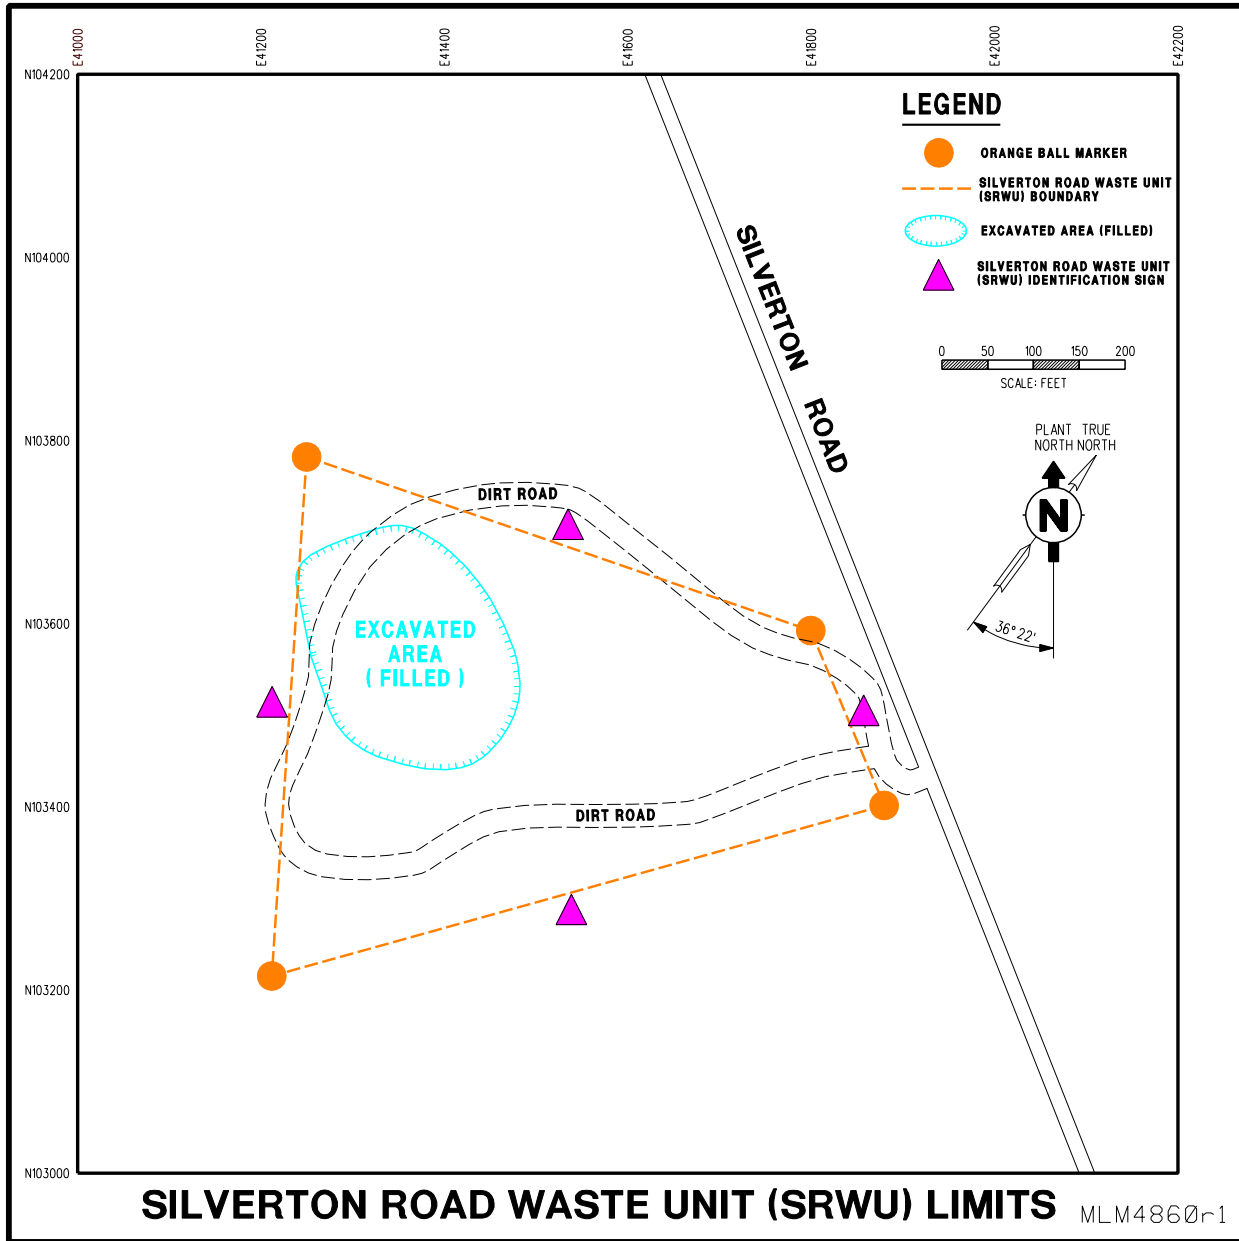 E41000
E41200
E41400
E41600
E41800
E42000
E42200
N104200
N104000
N103800
N103600
N103400
N103200
N103000
LEGEND
ORANGE BALL MARKER
SILVERTON ROAD WASTE UNIT
(SRWU) BOUNDARY
EXCAVATED AREA (FILLED)
SILVERTON ROAD WASTE UNIT
(SRWU) IDENTIFICATION SIGN
0 50 100 150 200
SCALE: FEET
PLANT TRUE
NORTH NORTH
N
36° 22'
SILVERTON ROAD
DIRT ROAD
EXCAVATED
AREA
( FILLED )
DIRT ROAD
SILVERTON ROAD WASTE UNIT (SRWU) LIMITS
MLM4860r1